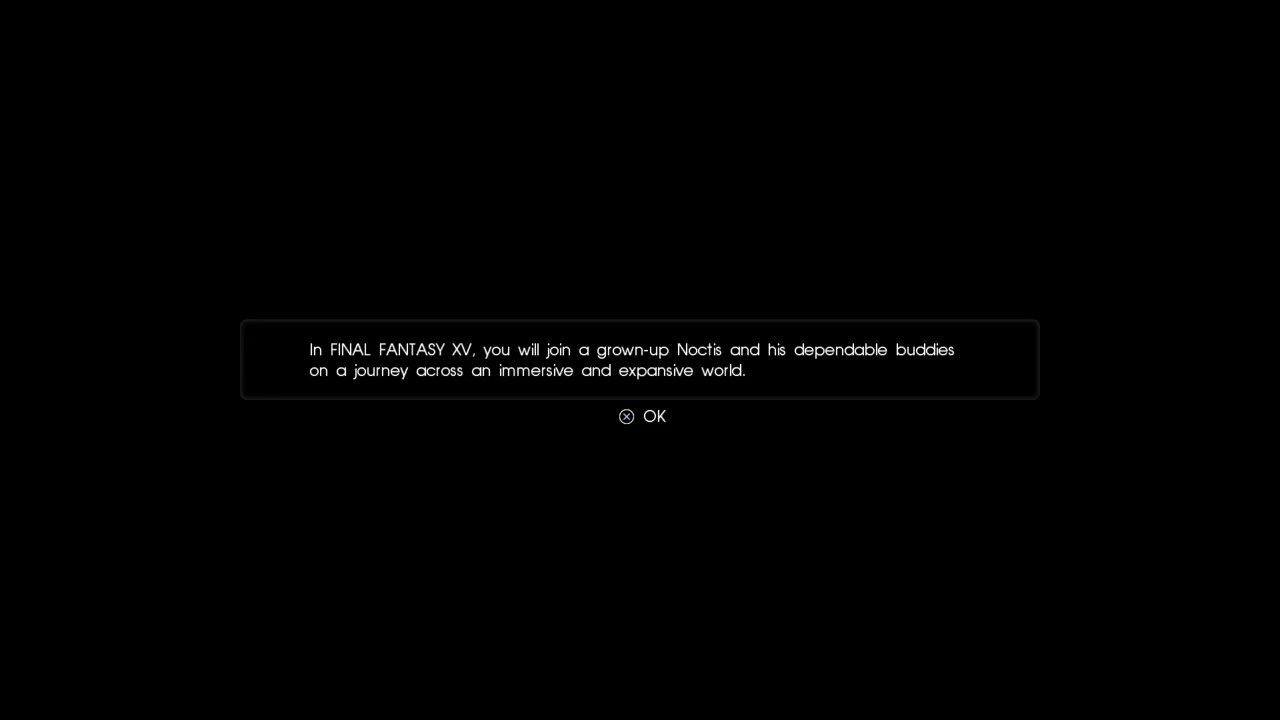 In FINAL FANTASY XV, you will join a grown-up Noctis and his dependable buddies
on a journey across an immersive and expansive world.
OK